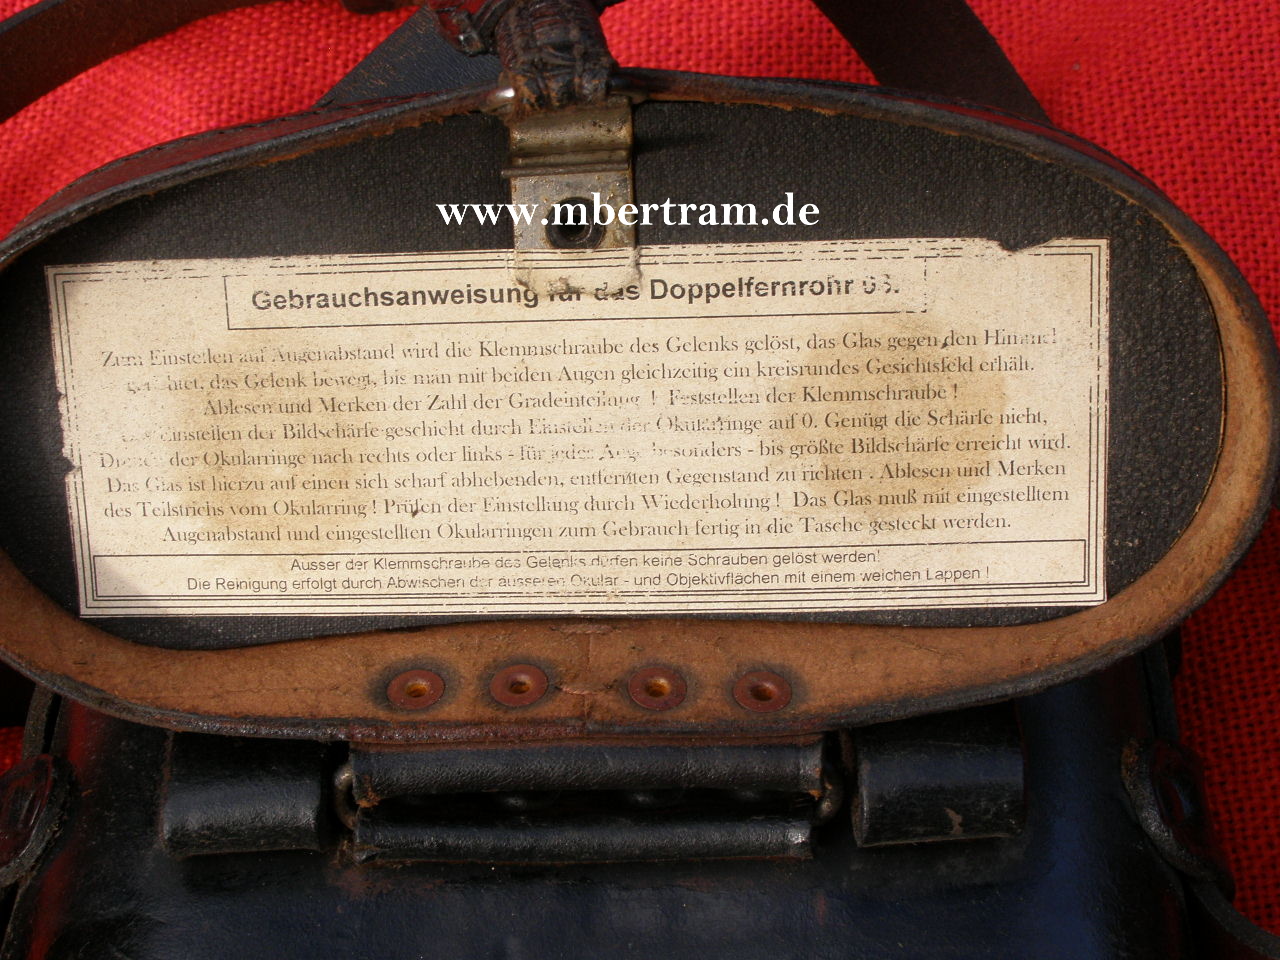 www.mbertram.de
Gebrauchsanweisung für das Doppelfernrohr 08.
Zum Einstellen auf Augenabstand wird die Klemmschraube des Gelenks gelöst, das Glas gegen den Himmel
gerichtet, das Gelenk bewegt, bis man mit beiden Augen gleichzeitig ein kreisrundes Gesichtsfeld erhält.
Ablesen und Merken der Zahl der Gradeinteilung ! Feststellen der Klemmschraube !
Das Einstellen der Bildschärfe geschieht durch Einstellen der Okularringe auf 0. Genügt die Schärfe nicht,
Drehen der Okularringe nach rechts oder links - für jedes Auge besonders - bis größte Bildschärfe erreicht wird.
Das Glas ist hierzu auf einen sich scharf abhebenden, entfernten Gegenstand zu richten . Ablesen und Merken
des Teilstrichs vom Okularring ! Prüfen der Einstellung durch Wiederholung ! Das Glas muß mit eingestelltem
Augenabstand und eingestellten Okularringen zum Gebrauch fertig in die Tasche gesteckt werden.
Ausser der Klemmschraube des Gelenks dürfen keine Schrauben gelöst werden!
Die Reinigung erfolgt durch Abwischen der äusseren Okular - und Objektivflächen mit einem weichen Lappen !